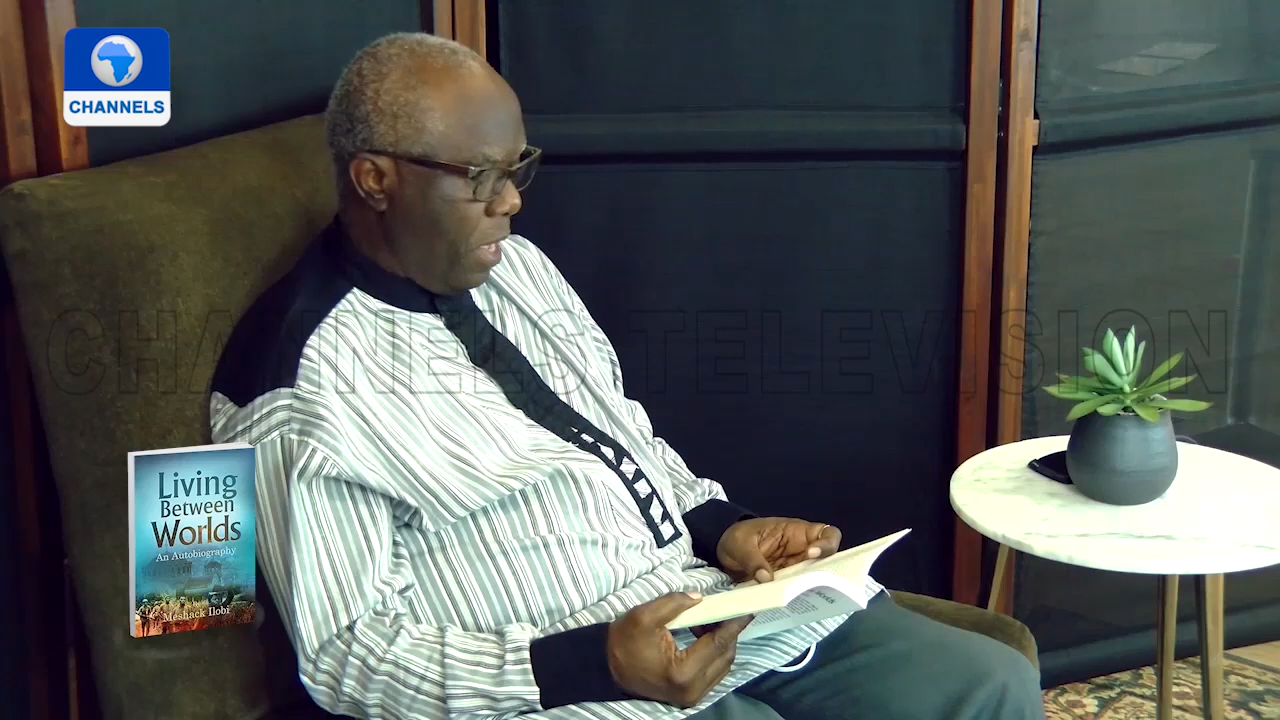 CHANNELS
CHANNELS TELEVISION
Living
Between
Worlds
An Autobiography
Meshack Ilobi